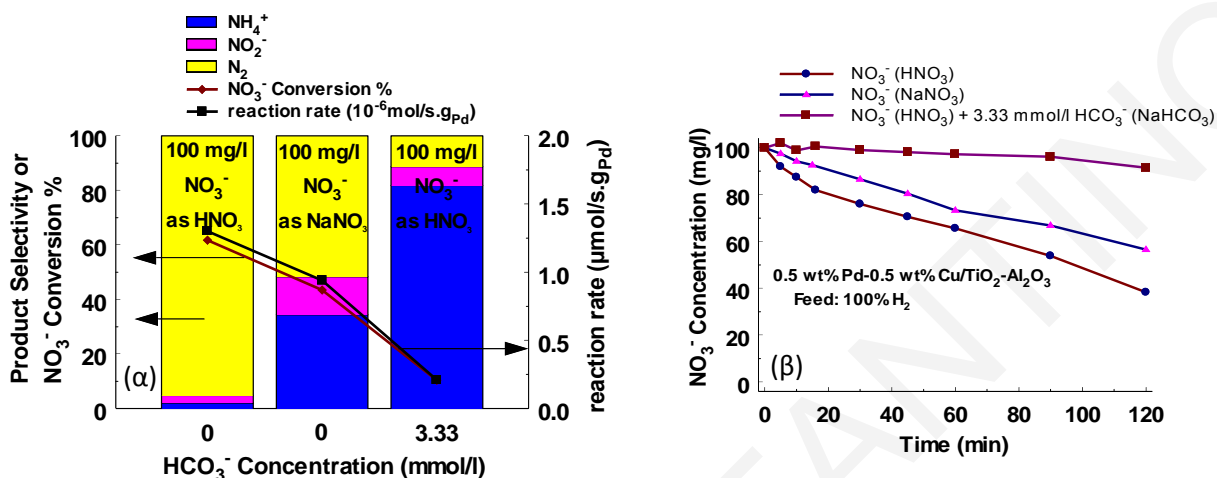 NH₄⁺
NO₂⁻
N₂
NO₃⁻ Conversion %
reaction rate (10⁻⁶mol/s.g_Pd)
Product Selectivity or
NO₃⁻ Conversion %
100
80
60
40
20
0
100 mg/l
NO₃⁻
as HNO₃
100 mg/l
NO₃⁻
as NaNO₃
100 mg/l
NO₃⁻
as HNO₃
(α)
2.0
1.5
1.0
0.5
0.0
reaction rate (μmol/s.g_Pd)
0
0
3.33
HCO₃⁻ Concentration (mmol/l)
NO₃⁻ (HNO₃)
NO₃⁻ (NaNO₃)
NO₃⁻ (HNO₃) + 3.33 mmol/l HCO₃⁻ (NaHCO₃)
NO₃⁻ Concentration (mg/l)
100
80
60
40
20
0
0.5 wt%Pd-0.5 wt%Cu/TiO₂-Al₂O₃
Feed: 100%H₂
(β)
0 20 40 60 80 100 120
Time (min)